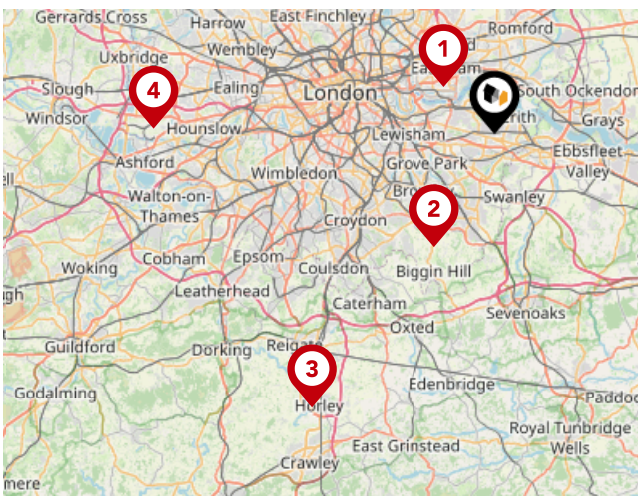 Gerrards Cross
Harrow
East Finchley
Romford
Uxbridge
Wembley
1
Slough
4
Ealing
London
South Ockendon
Windsor
Hounslow
Lewisham
Grays
Ashford
Grove Park
Ebbsfleet
Valley
Wimbledon
Walton-on-
Thames
2
Swanley
Croydon
Woking
Cobham
Epsom
Coulsdon
Biggin Hill
Leatherhead
Caterham
Oxted
Sevenoaks
Guildford
Dorking
Reigate
3
Godalming
Horley
Edenbridge
Paddoc
East Grinstead
Royal Tunbridge
Wells
Crawley
mere